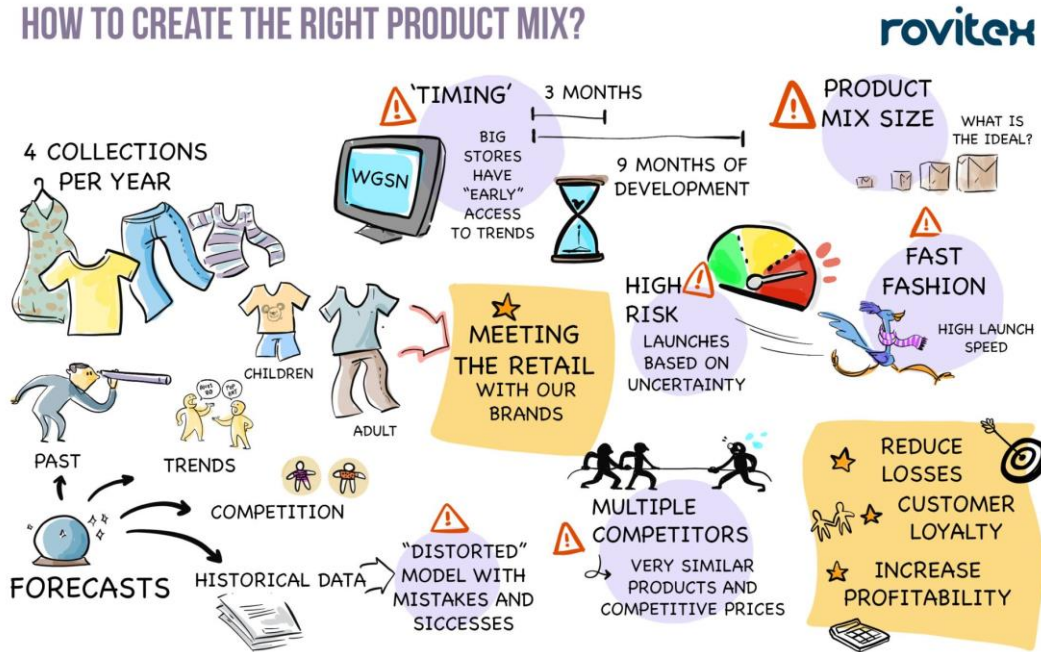 HOW TO CREATE THE RIGHT PRODUCT MIX?
rovitex
4 COLLECTIONS
PER YEAR
CHILDREN
ADULT
'TIMING'
WGSN
BIG
STORES
HAVE
"EARLY"
ACCESS
TO TRENDS
3 MONTHS
9 MONTHS OF
DEVELOPMENT
PRODUCT
MIX SIZE
WHAT IS
THE IDEAL?
MEETING
THE RETAIL
WITH OUR
BRANDS
HIGH
RISK
LAUNCHES
BASED ON
UNCERTAINTY
FAST
FASHION
HIGH LAUNCH
SPEED
PAST
TRENDS
COMPETITION
FORECASTS
HISTORICAL DATA
"DISTORTED"
MODEL WITH
MISTAKES AND
SICCESSES
MULTIPLE
COMPETITORS
VERY SIMILAR
PRODUCTS AND
COMPETITIVE PRICES
REDUCE
LOSSES
CUSTOMER
LOYALTY
INCREASE
PROFITABILITY